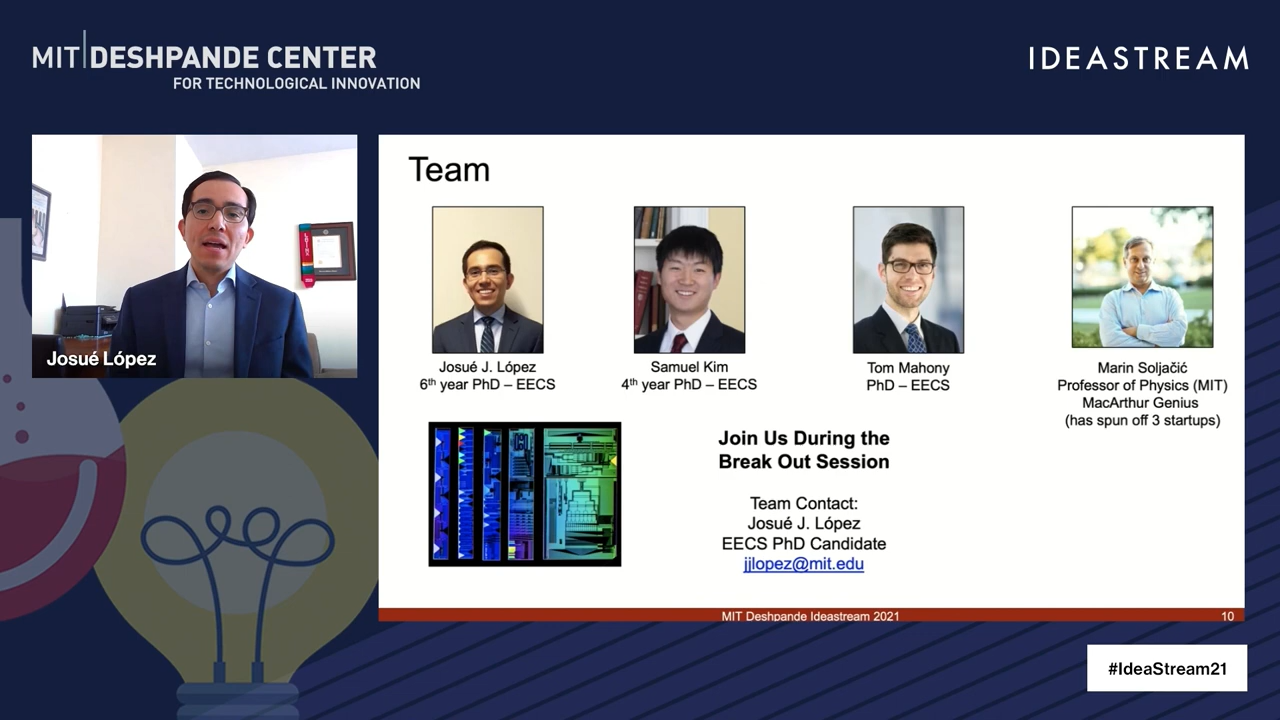 MIT DESHPANDE CENTER
FOR TECHNOLOGICAL INNOVATION
IDEASTREAM
Josué López
Team
Josué J. López
6th year PhD – EECS
Samuel Kim
4th year PhD – EECS
Tom Mahony
PhD – EECS
Marin Soljačić
Professor of Physics (MIT)
MacArthur Genius
(has spun off 3 startups)
Join Us During the
Break Out Session
Team Contact:
Josué J. López
EECS PhD Candidate
jjlopez@mit.edu
MIT Deshpande Ideastream 2021
10
#IdeaStream21